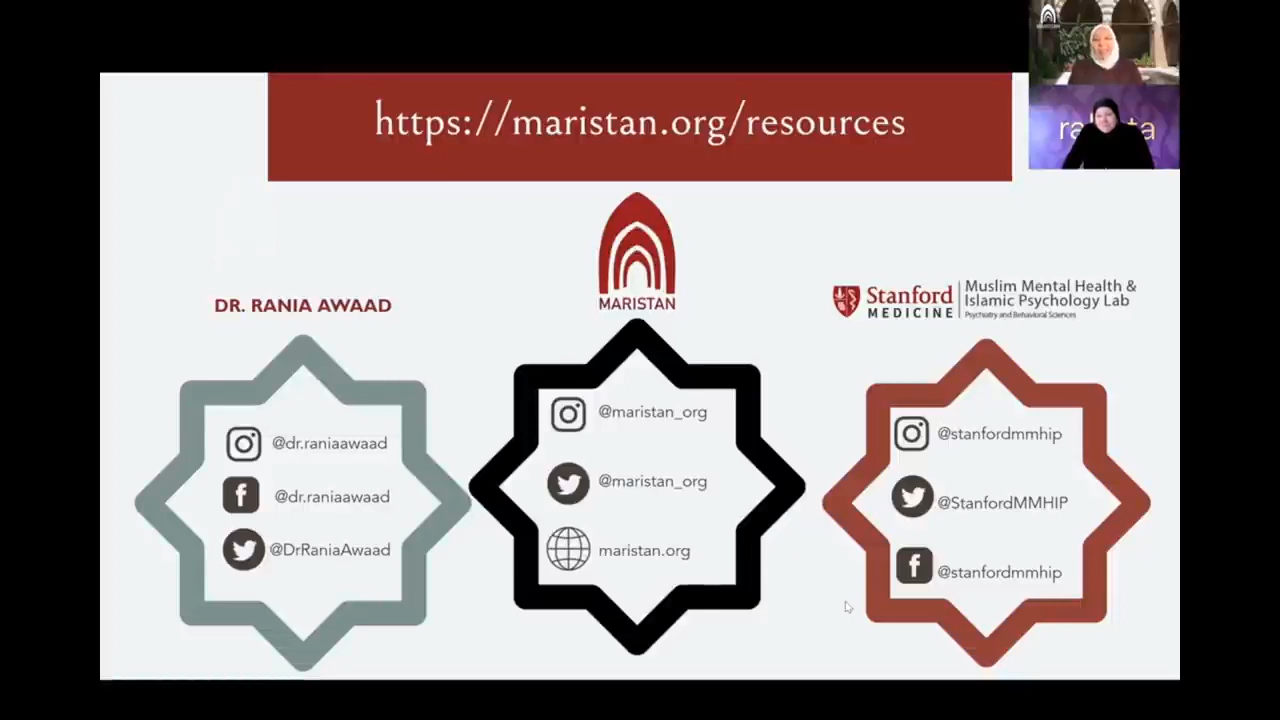 https://maristan.org/resources
MARISTAN
DR. RANIA AWAAD
@dr.raniaawaad
@dr.raniaawaad
@DrRaniaAwaad
MARISTAN
@maristan_org
@maristan_org
maristan.org
Stanford
MEDICINE
Muslim Mental Health &
Islamic Psychology Lab
Psychiatry and Behavioral Sciences
@stanfordmmhip
@StanfordMMHIP
@stanfordmmhip